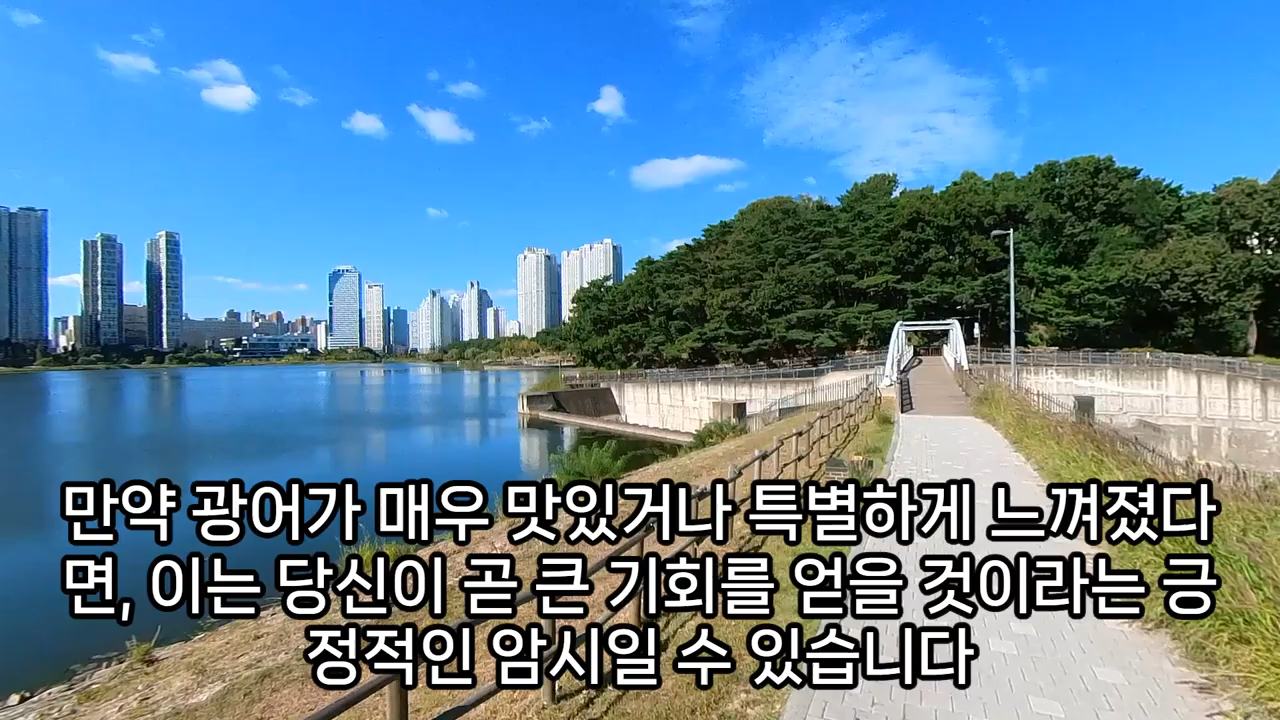 만약 광어가 매우 맛있거나 특별하게 느껴졌다
면, 이는 당신이 곧 큰 기회를 얻을 것이라는 긍
정적인 암시일 수 있습니다